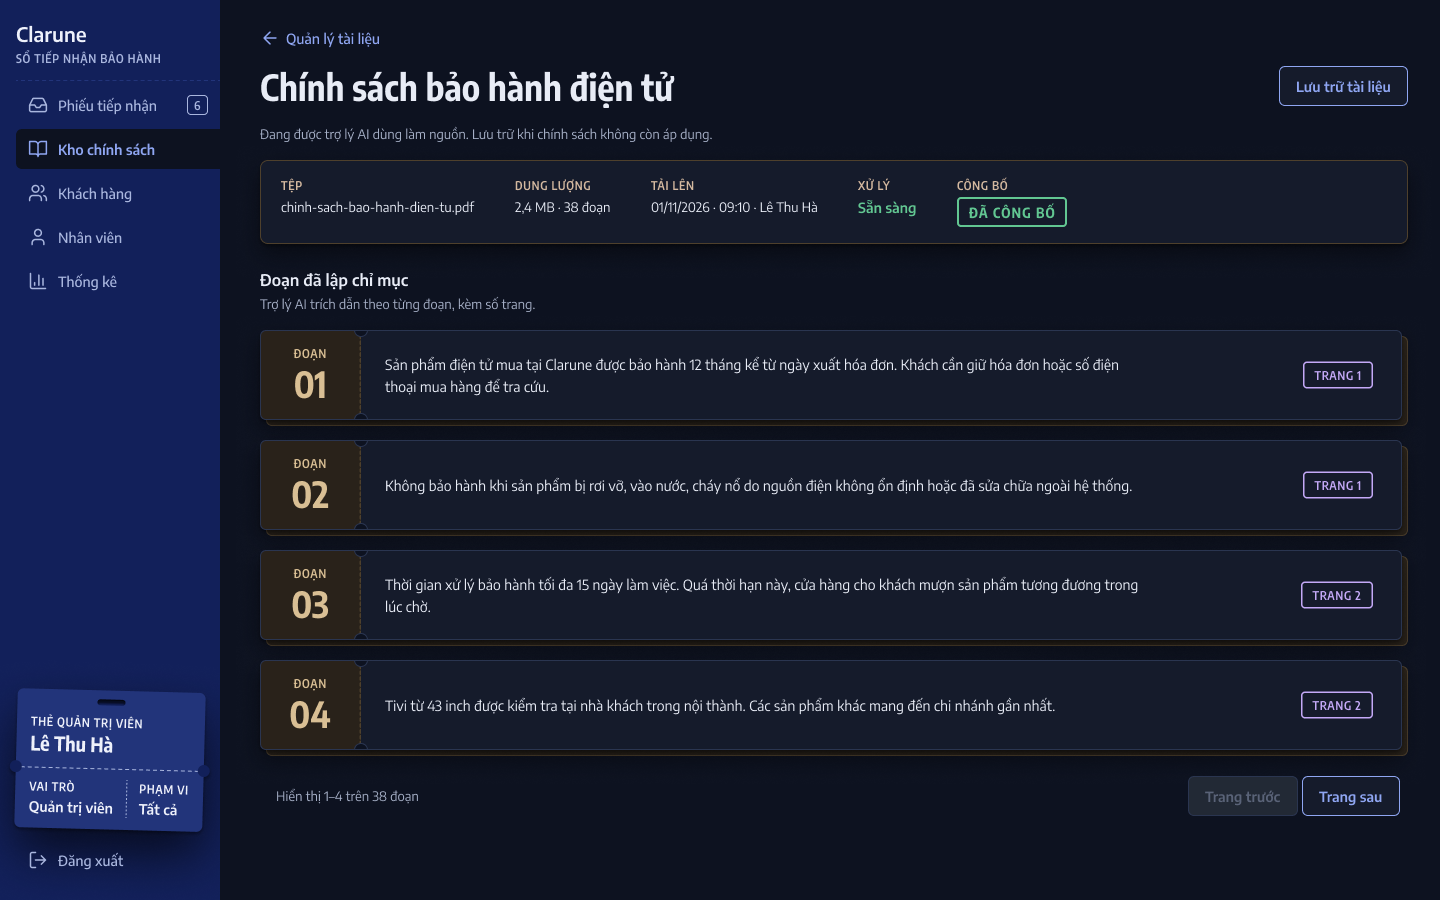 Clarune
SỔ TIẾP NHẬN BẢO HÀNH
Phiếu tiếp nhận
6
Kho chính sách
Khách hàng
Nhân viên
Thống kê
THẺ QUẢN TRỊ VIÊN
Lê Thu Hà
VAI TRÒ
Quản trị viên
PHẠM VI
Tất cả
Đăng xuất
Quản lý tài liệu
Chính sách bảo hành điện tử
Lưu trữ tài liệu
Đang được trợ lý AI dùng làm nguồn. Lưu trữ khi chính sách không còn áp dụng.
TỆP
chinh-sach-bao-hanh-dien-tu.pdf
DUNG LƯỢNG
2,4 MB · 38 đoạn
TẢI LÊN
01/11/2026 · 09:10 · Lê Thu Hà
XỬ LÝ
Sẵn sàng
CÔNG BỐ
ĐÃ CÔNG BỐ
Đoạn đã lập chỉ mục
Trợ lý AI trích dẫn theo từng đoạn, kèm số trang.
ĐOẠN
01
Sản phẩm điện tử mua tại Clarune được bảo hành 12 tháng kể từ ngày xuất hóa đơn. Khách cần giữ hóa đơn hoặc số điện
thoại mua hàng để tra cứu.
TRANG 1
ĐOẠN
02
Không bảo hành khi sản phẩm bị rơi vỡ, vào nước, cháy nổ do nguồn điện không ổn định hoặc đã sửa chữa ngoài hệ thống.
TRANG 1
ĐOẠN
03
Thời gian xử lý bảo hành tối đa 15 ngày làm việc. Quá thời hạn này, cửa hàng cho khách mượn sản phẩm tương đương trong
lúc chờ.
TRANG 2
ĐOẠN
04
Tivi từ 43 inch được kiểm tra tại nhà khách trong nội thành. Các sản phẩm khác mang đến chi nhánh gần nhất.
TRANG 2
Hiển thị 1–4 trên 38 đoạn
Trang trước
Trang sau